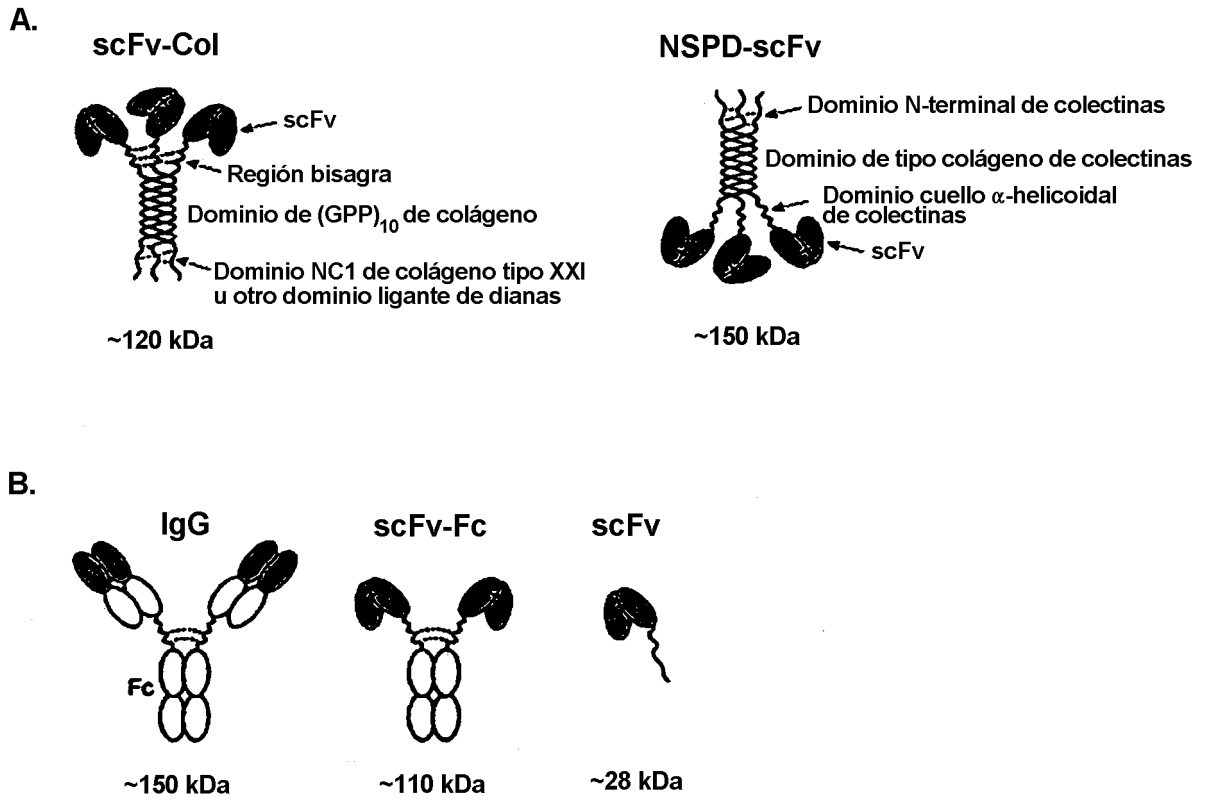 A.
scFv-Col
NSPD-scFv
scFv
Región bisagra
Dominio de (GPP)10 de colágeno
Dominio NC1 de colágeno tipo XXI
u otro dominio ligante de dianas
~120 kDa
Dominio N-terminal de colectinas
Dominio de tipo colágeno de colectinas
Dominio cuello α-helicoidal
de colectinas
scFv
~150 kDa
B.
IgG
scFv-Fc
scFv
Fc
~150 kDa
~110 kDa
~28 kDa